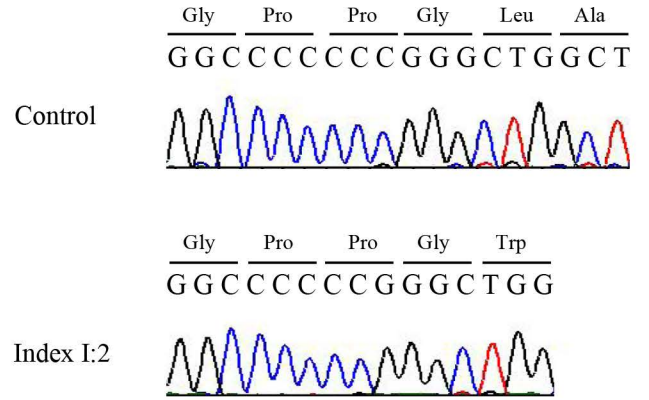 Gly Pro Pro Gly Leu Ala
G G C C C C C C C G G G C T G G C T
Control
Gly Pro Pro Gly Trp
G G C C C C C C G G G C T G G
Index I:2